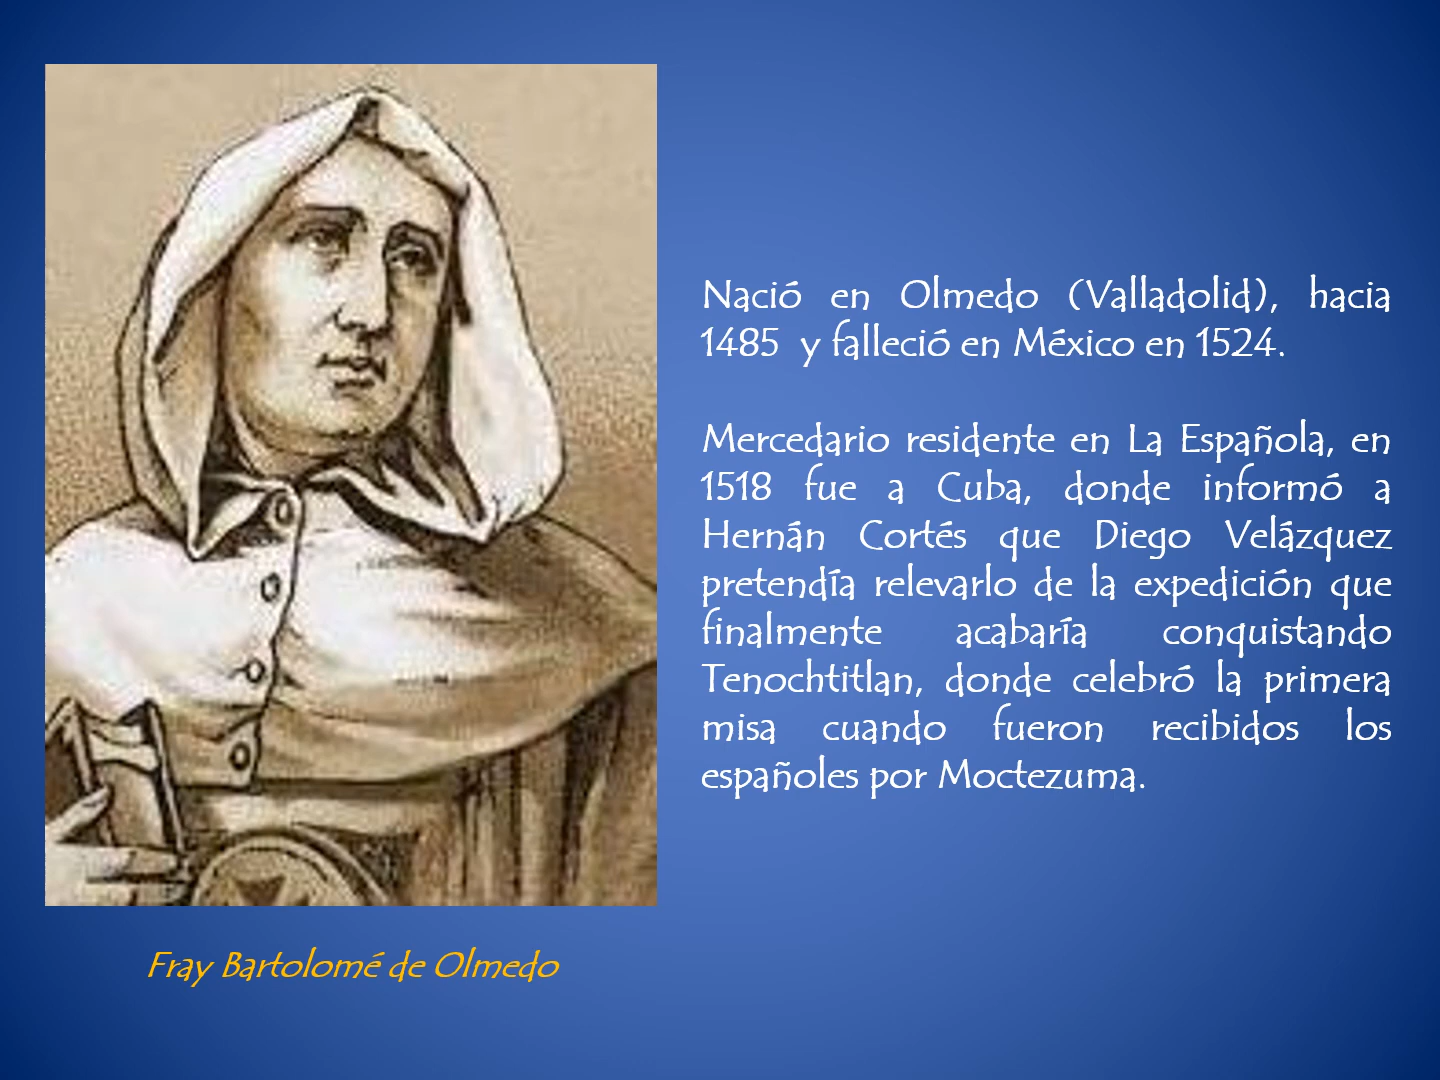 Nació en Olmedo (Valladolid), hacia
1485 y falleció en México en 1524.
Mercedario residente en La Española, en
1518 fue a Cuba, donde informó a
Hernán Cortés que Diego Velázquez
pretendía relevarlo de la expedición que
finalmente acabaría conquistando
Tenochtitlan, donde celebró la primera
misa cuando fueron recibidos los
españoles por Moctezuma.
Fray Bartolomé de Olmedo